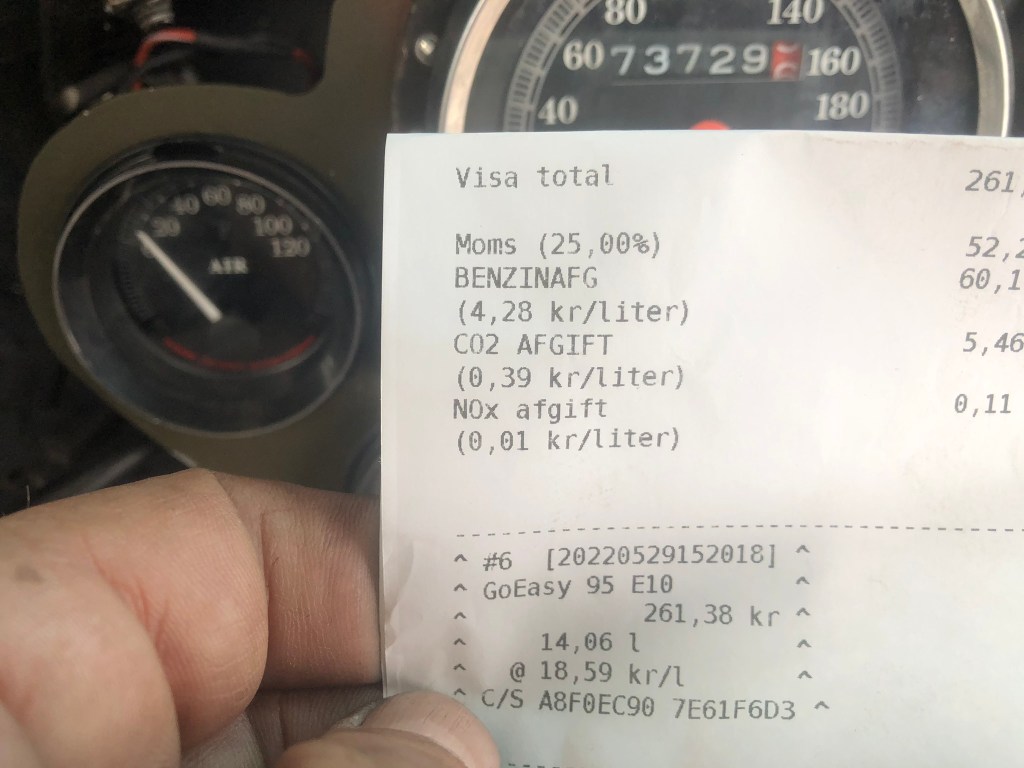 80 140
60 73729 160
40 180
20 40 60 80 100 120
AIR
Visa total 261,
Moms (25,00%) 52,2
BENZINAFG 60,1
(4,28 kr/liter)
CO2 AFGIFT 5,46
(0,39 kr/liter)
NOx afgift 0,11
(0,01 kr/liter)
^ #6 [20220529152018] ^
^ GoEasy 95 E10 ^
^ 261,38 kr ^
^ 14,06 l ^
^ @ 18,59 kr/l ^
^ C/S A8F0EC90 7E61F6D3 ^